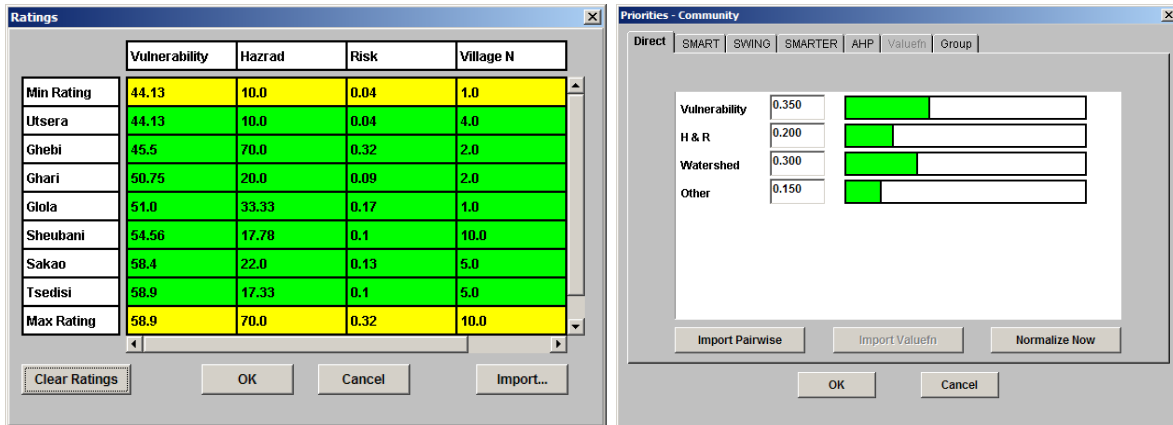 Ratings
Vulnerability Hazrad Risk Village N
Min Rating 44.13 10.0 0.04 1.0
Utsera 44.13 10.0 0.04 4.0
Ghebi 45.5 70.0 0.32 2.0
Ghari 50.75 20.0 0.09 2.0
Glola 51.0 33.33 0.17 1.0
Sheubani 54.56 17.78 0.1 10.0
Sakao 58.4 22.0 0.13 5.0
Tsedisi 58.9 17.33 0.1 5.0
Max Rating 58.9 70.0 0.32 10.0
Clear Ratings OK Cancel Import...
Priorities - Community
Direct SMART SWING SMARTER AHP Valuefn Group
Vulnerability 0.350
H & R 0.200
Watershed 0.300
Other 0.150
Import Pairwise Import Valuefn Normalize Now
OK Cancel